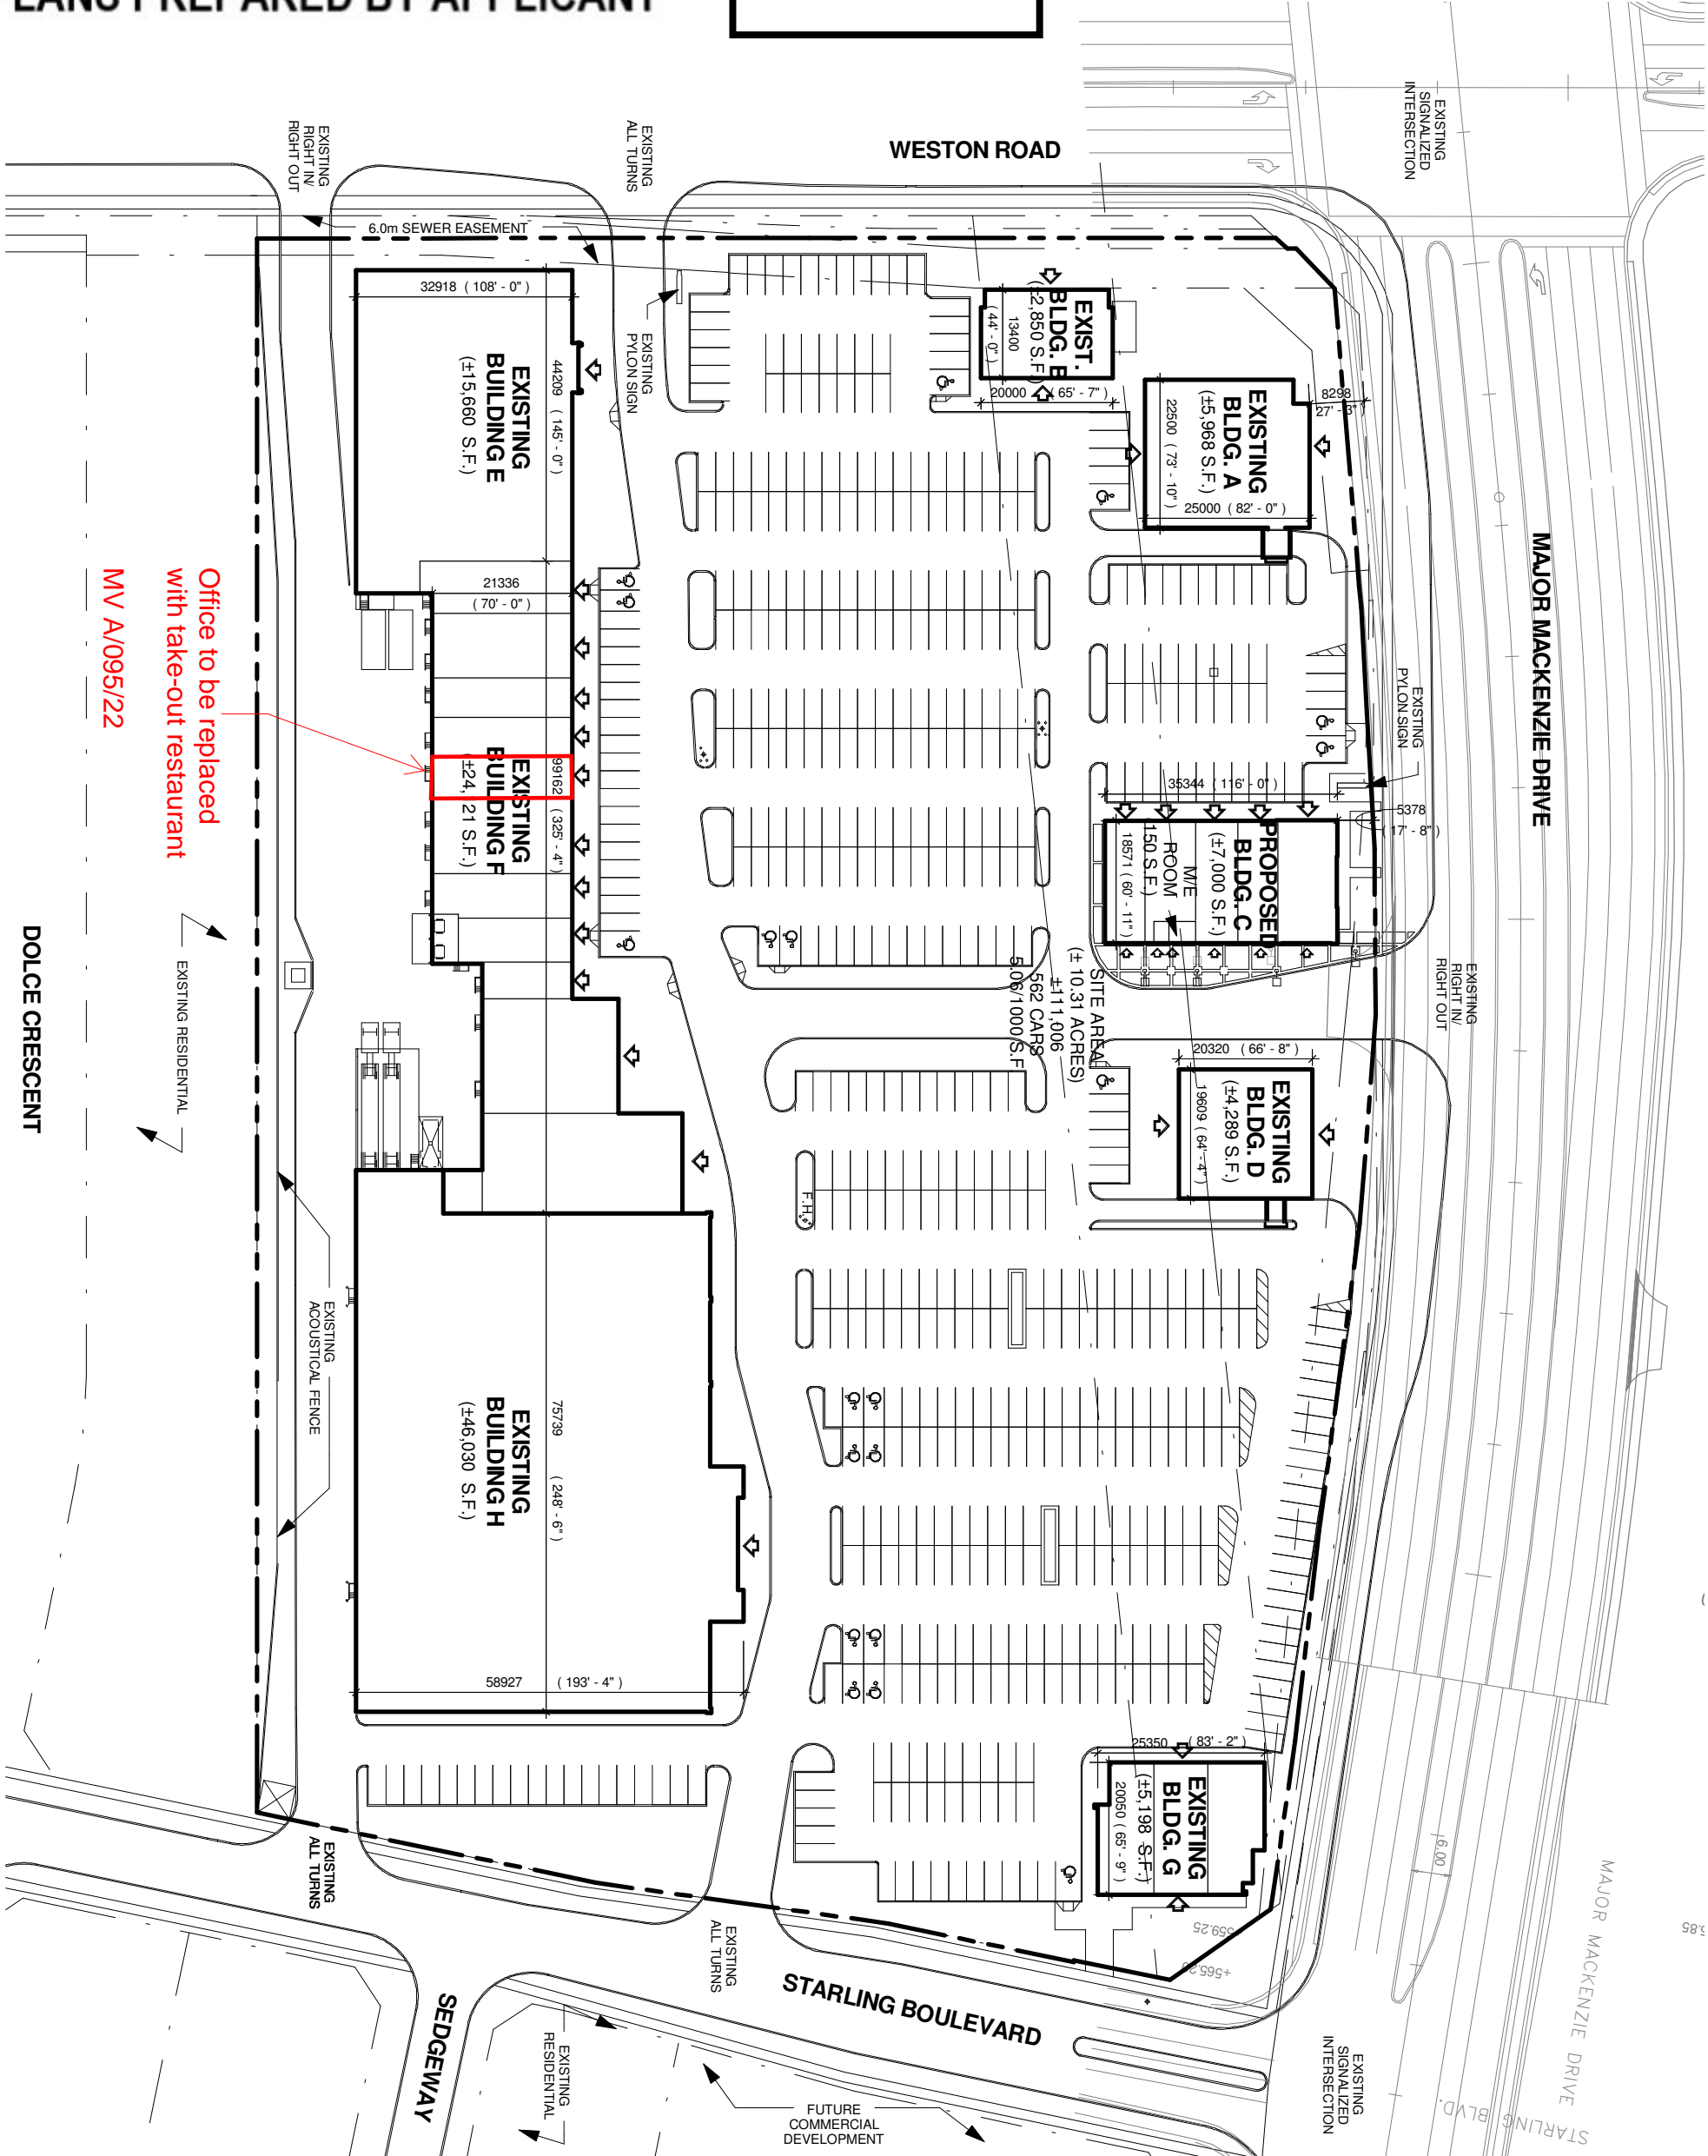 PREPARED BY APPLICANT
WESTON ROAD
EXISTING
SIGNALIZED
INTERSECTION
EXISTING
RIGHT IN/
RIGHT OUT
EXISTING
ALL TURNS
6.0m SEWER EASEMENT
32918 ( 108' - 0" )
EXISTING
BUILDING E
(±15,660 S.F.)
44209 ( 145' - 0" )
EXISTING
PYLON SIGN
EXIST.
BLDG. B
(±2,850 S.F.)
13400
( 44' - 0" )
20000 ( 65' - 7" )
EXISTING
BLDG. A
(±5,968 S.F.)
22500 ( 73' - 10" )
25000 ( 82' - 0" )
8298
27' - 3"
MAJOR MACKENZIE DRIVE
EXISTING
PYLON SIGN
21336
( 70' - 0" )
Office to be replaced
with take-out restaurant
MV A/095/22
EXISTING
BUILDING F
21 S.F.)
99162 ( 325' - 4" )
35344 ( 116' - 0" )
5378
( 17' - 8" )
PROPOSED
BLDG. C
(±7,000 S.F.)
M/E
ROOM
150 S.F.)
18571 ( 60' - 11" )
SITE AREA
(± 10.31 ACRES)
±111,006
562 CARS
5.06/1000 S.F
EXISTING
RIGHT IN/
RIGHT OUT
DOLCE CRESCENT
EXISTING RESIDENTIAL
20320 ( 66' - 8" )
EXISTING
BLDG. D
(±4,289 S.F.)
19609 ( 64' - 4" )
F.H.
EXISTING
ACOUSTICAL FENCE
EXISTING
BUILDING H
(±46,030 S.F.)
75739 ( 248' - 6" )
58927 ( 193' - 4" )
25350 ( 83' - 2" )
EXISTING
BLDG. G
(±5,198 S.F.)
20050 ( 65' - 9" )
6.00
559.25
EXISTING
ALL TURNS
EXISTING
ALL TURNS
STARLING BOULEVARD
SEDGEWAY
EXISTING
RESIDENTIAL
FUTURE
COMMERCIAL
DEVELOPMENT
EXISTING
SIGNALIZED
INTERSECTION
MAJOR MACKENZIE DRIVE
STARLING BLVD.